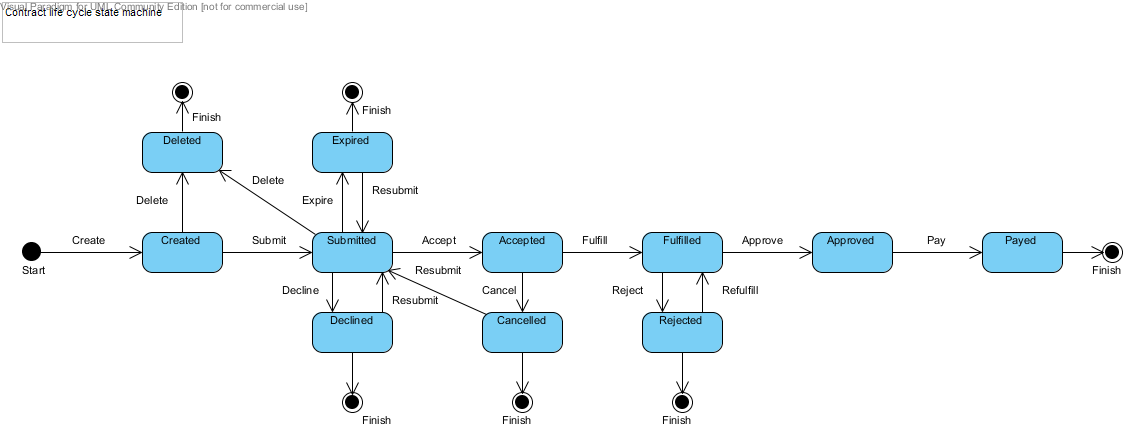 Visual Paradigm for UML Community Edition [not for commercial use]
Contract life cycle state machine
Finish
Finish
Deleted
Expired
Delete
Resubmit
Delete
Expire
Create
Created
Submit
Submitted
Accept
Accepted
Fulfill
Fulfilled
Approve
Approved
Pay
Payed
Start
Resubmit
Finish
Decline
Resubmit
Cancel
Reject
Refulfill
Declined
Cancelled
Rejected
Finish
Finish
Finish